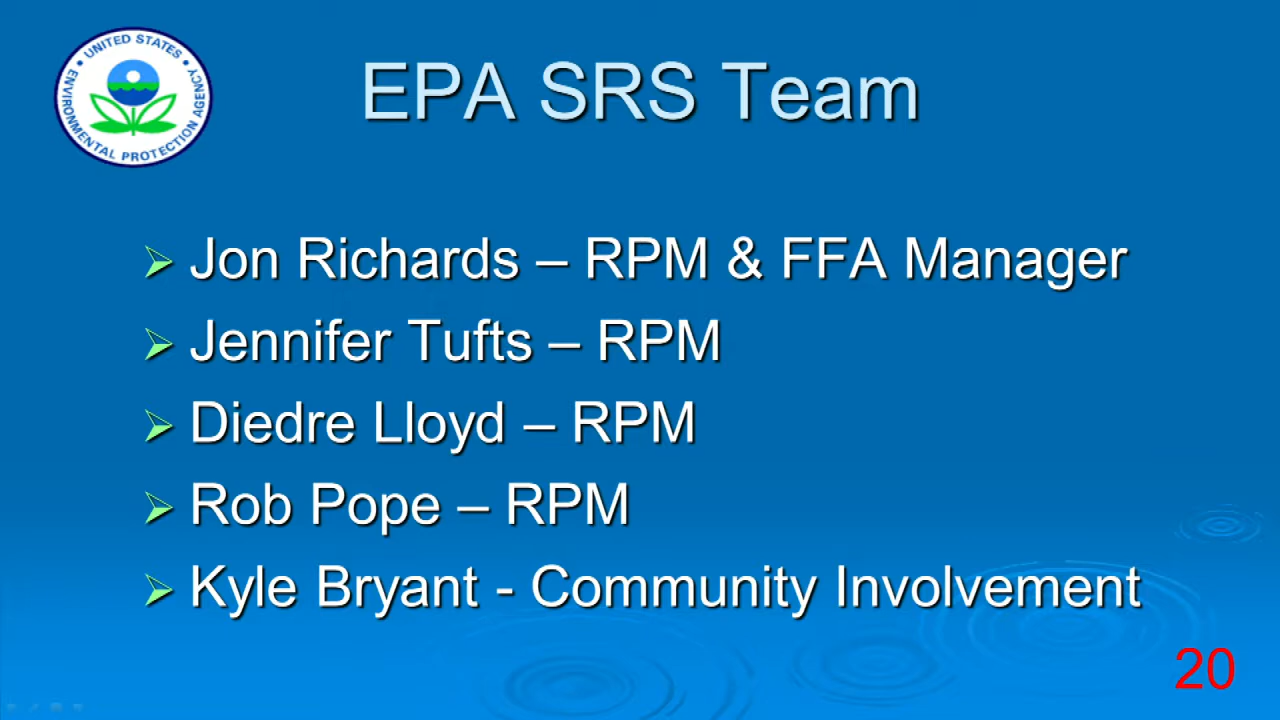 UNITED STATES
ENVIRONMENTAL PROTECTION AGENCY
EPA SRS Team
Jon Richards – RPM & FFA Manager
Jennifer Tufts – RPM
Diedre Lloyd – RPM
Rob Pope – RPM
Kyle Bryant - Community Involvement
20